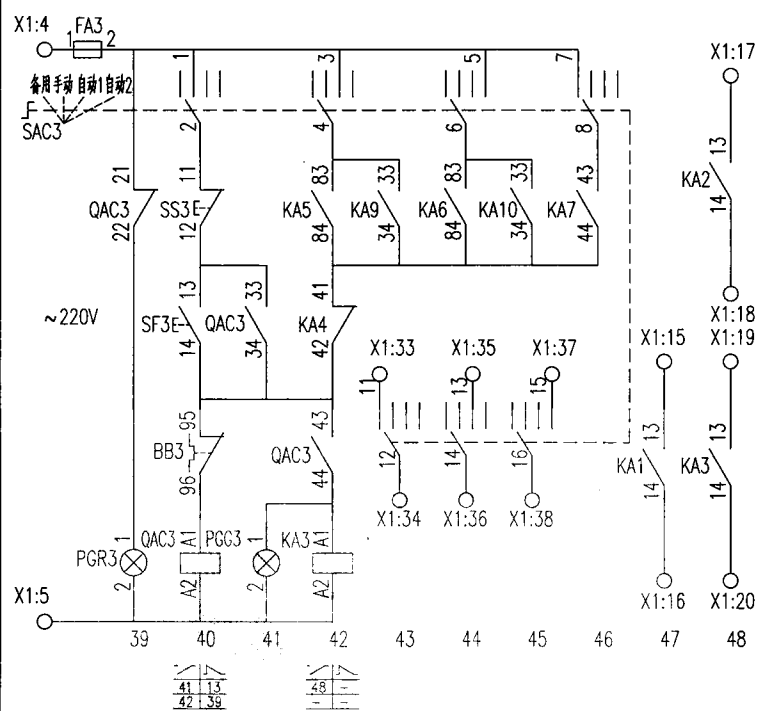 X1:4 FA3 1 2
1 3 5 7
X1:17
备用 手动 自动1 自动2
SAC3
2 4 6 8
21 11 83 33 83 33 43 13
QAC3 SS3 E KA5 KA9 KA6 KA10 KA7 KA2
22 12 84 34 84 34 44 14
~220V
13 33 41
SF3 E QAC3 KA4
14 34 42
X1:18
X1:33 X1:35 X1:37 X1:15 X1:19
11 13 15
95 43 13 13
BB3 QAC3 12 14 16 KA1 KA3
96 44 14 14
X1:34 X1:36 X1:38
1 QAC3 A1 PGG3 1 KA3 A1
PGR3
2 A2 2 A2
X1:5 X1:16 X1:20
39 40 41 42 43 44 45 46 47 48
41 13 48 -
42 39 - -